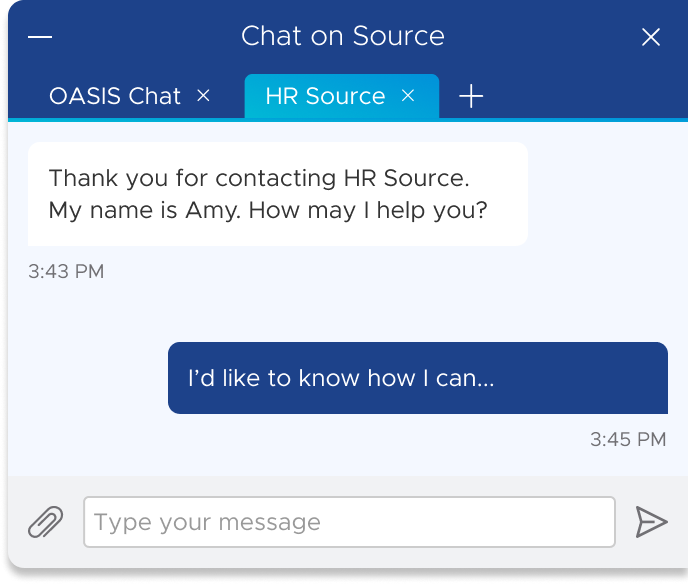 Chat on Source
OASIS Chat
HR Source
Thank you for contacting HR Source.
My name is Amy. How may I help you?
3:43 PM
I’d like to know how I can...
3:45 PM
Type your message